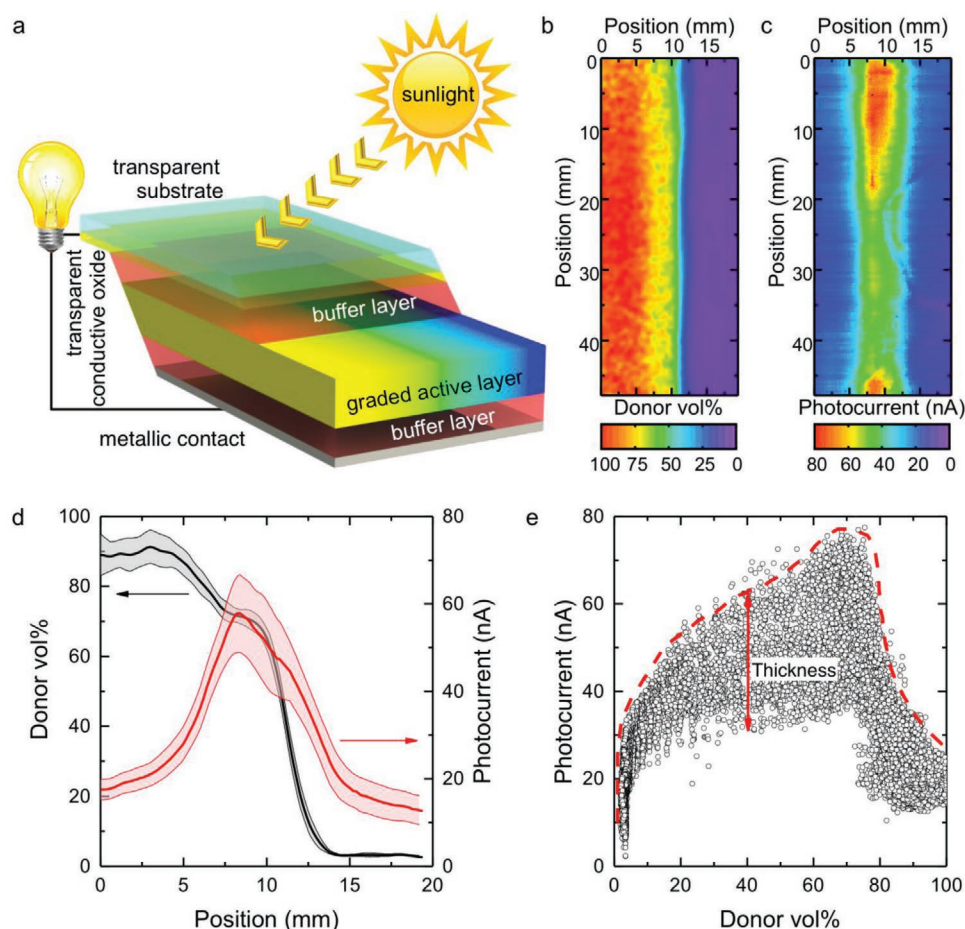 a
sunlight
transparent
substrate
transparent
conductive oxide
buffer layer
graded active layer
buffer layer
metallic contact
b
Position (mm)
0 5 10 15
0
10
20
30
40
Position (mm)
Donor vol%
100 75 50 25 0
c
Position (mm)
0 5 10 15
0
10
20
30
40
Position (mm)
Photocurrent (nA)
80 60 40 20 0
d
100
80
60
40
20
0
Donor vol%
80
60
40
20
0
Photocurrent (nA)
0 5 10 15 20
Position (mm)
e
80
60
40
20
0
Photocurrent (nA)
Thickness
0 20 40 60 80 100
Donor vol%